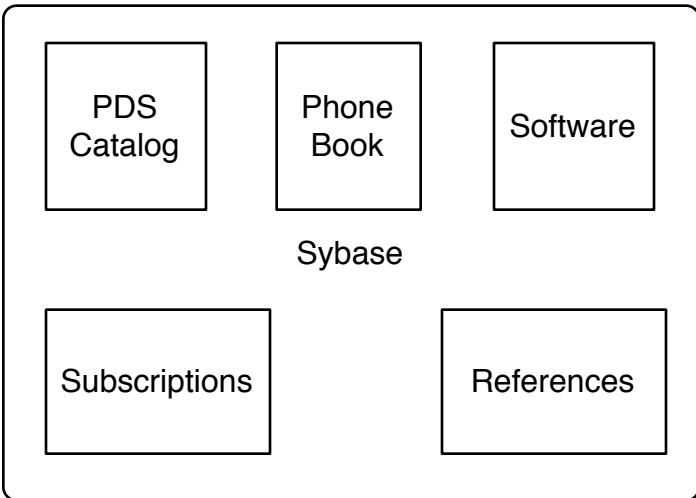 PDS
Catalog
Phone
Book
Software
Sybase
Subscriptions
References